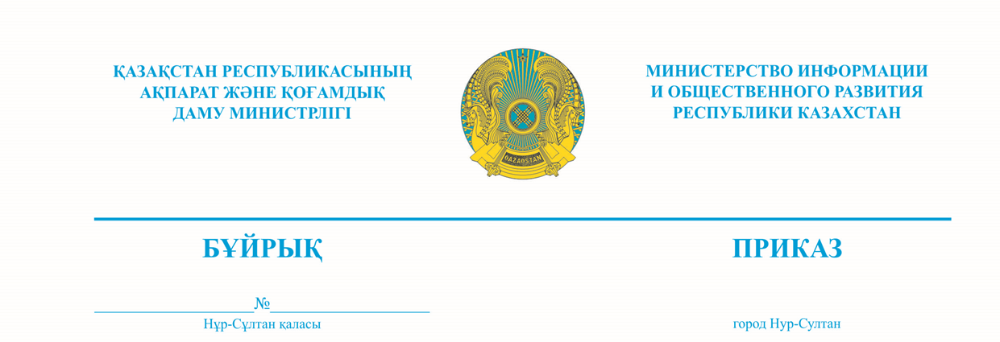 ҚАЗАҚСТАН РЕСПУБЛИКАСЫНЫҢ
АҚПАРАТ ЖӘНЕ ҚОҒАМДЫҚ
ДАМУ МИНИСТРЛІГІ
QAZAQSTAN
МИНИСТЕРСТВО ИНФОРМАЦИИ
И ОБЩЕСТВЕННОГО РАЗВИТИЯ
РЕСПУБЛИКИ КАЗАХСТАН
БҰЙРЫҚ
ПРИКАЗ
№
Нұр-Сұлтан қаласы
город Нур-Султан